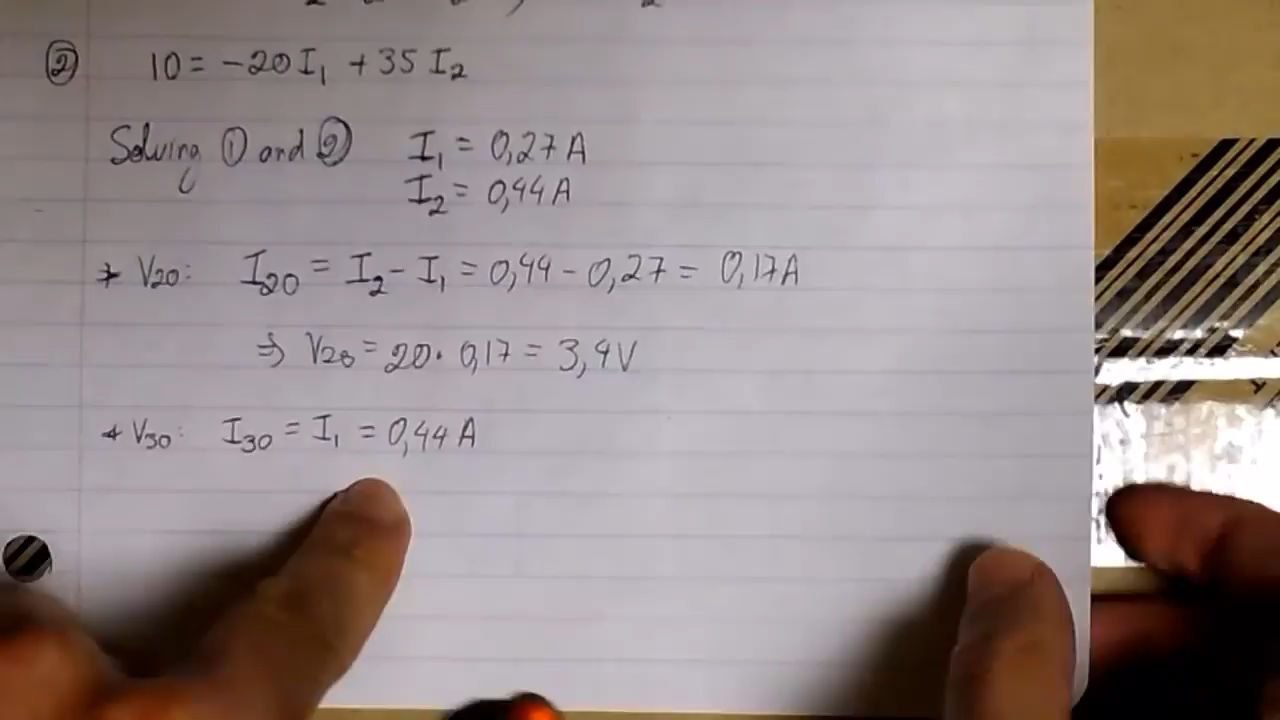 ② 10 = -20 I₁ + 35 I₂
Solving ① and ② I₁ = 0,27 A
I₂ = 0,44 A
V₂₀: I₂₀ = I₂ - I₁ = 0,44 - 0,27 = 0,17 A
⇒ V₂₀ = 20 · 0,17 = 3,4 V
V₃₀: I₃₀ = I₁ = 0,44 A